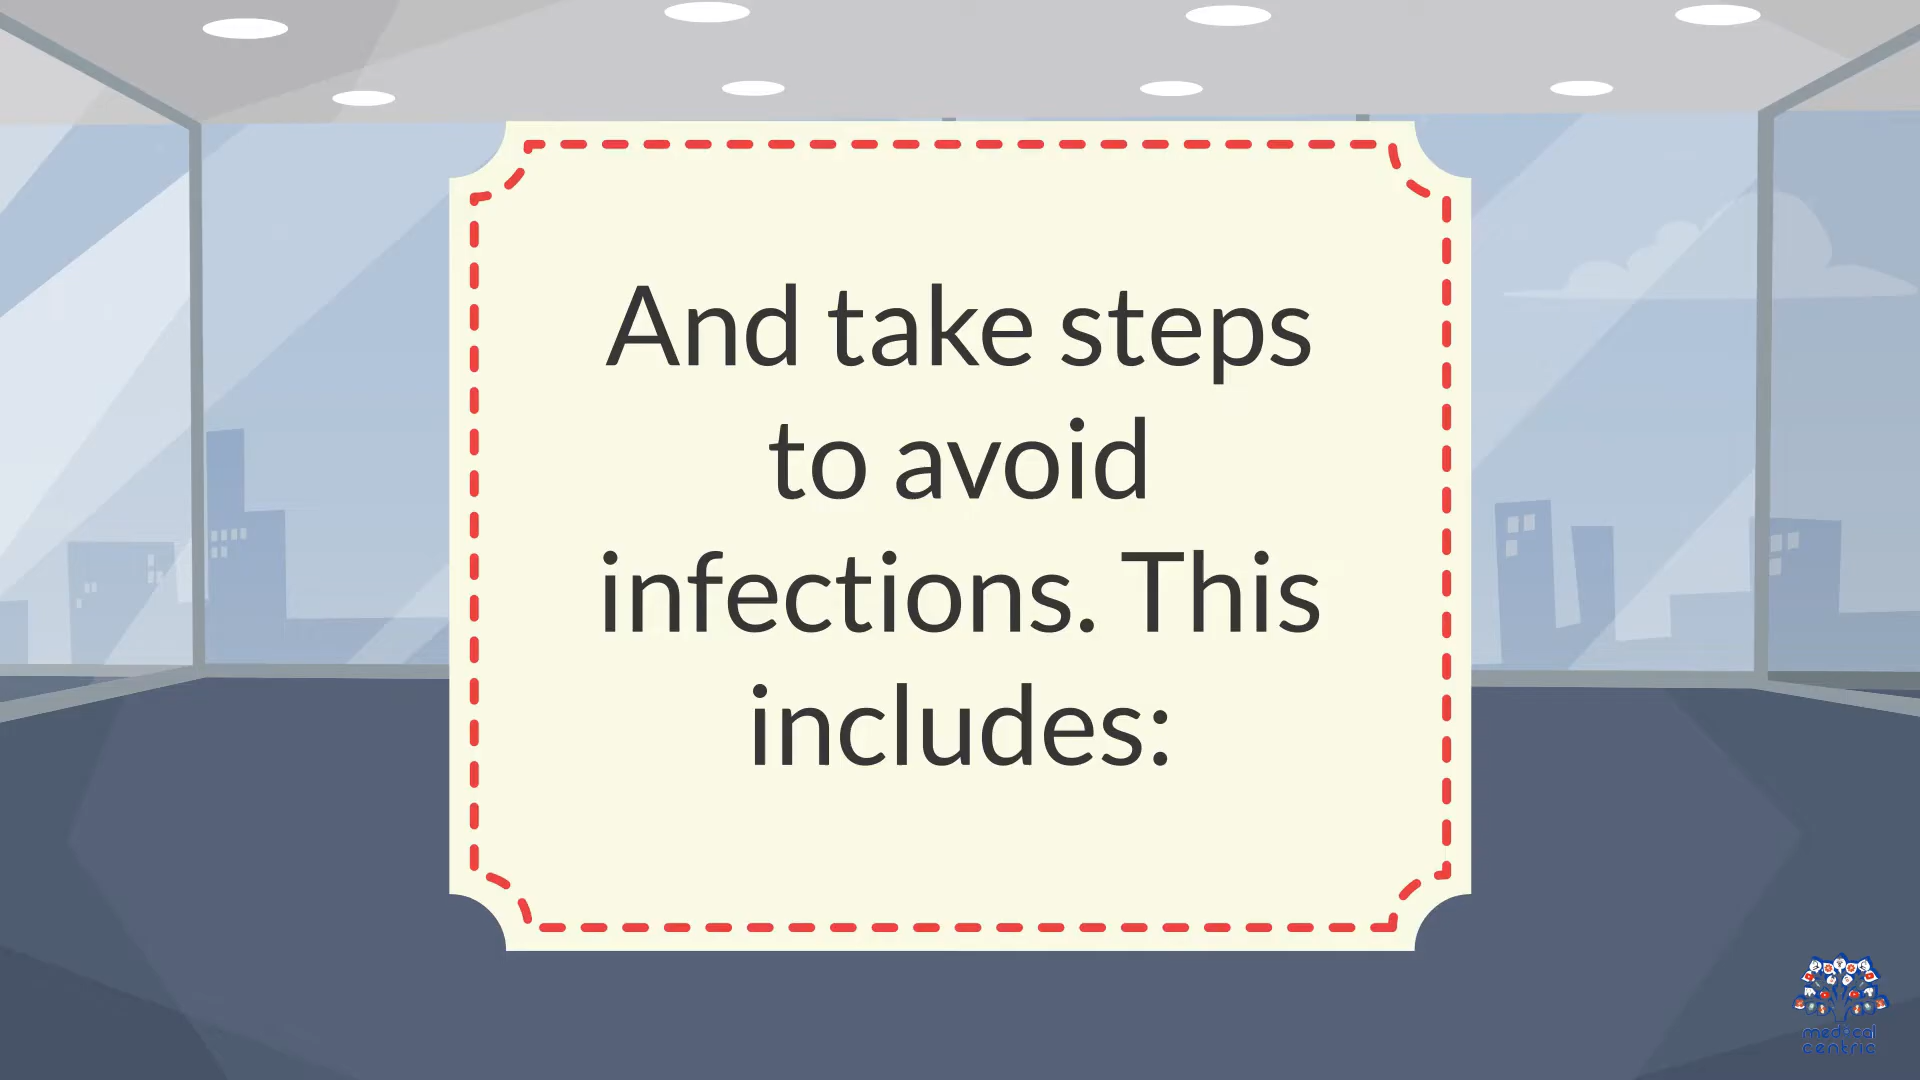 And take steps
to avoid
infections. This
includes:
medical
centric